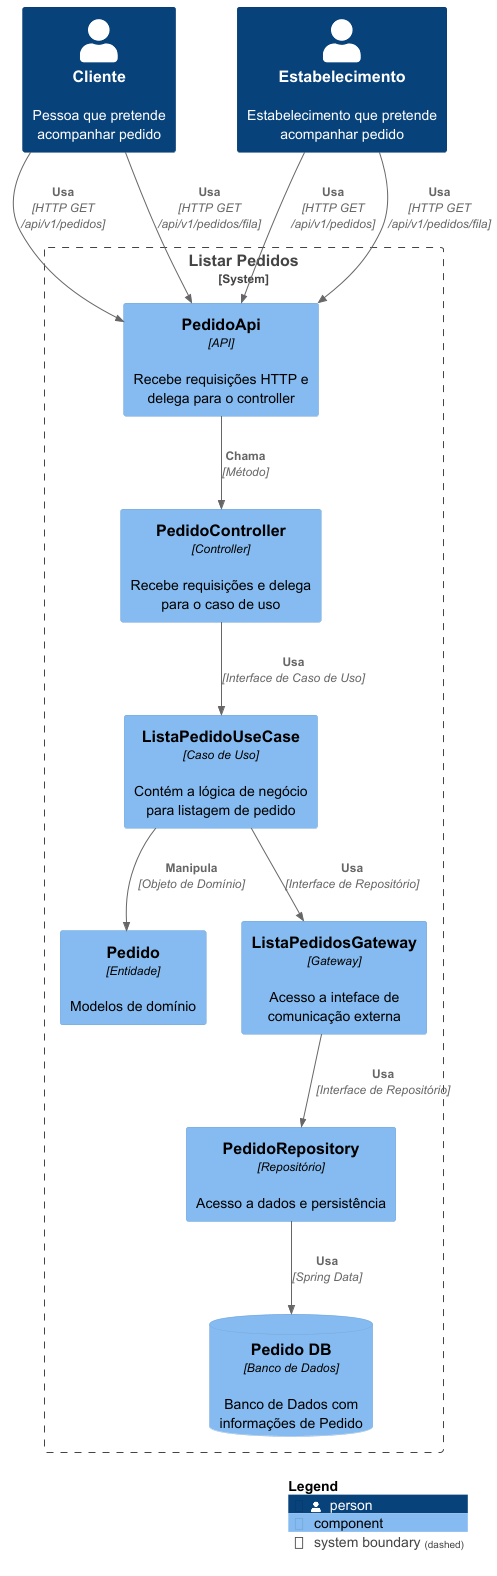 Cliente
Pessoa que pretende
acompanhar pedido
Estabelecimento
Estabelecimento que pretende
acompanhar pedido
Usa
[HTTP GET
/api/v1/pedidos]
Usa
[HTTP GET
/api/v1/pedidos/fila]
Usa
[HTTP GET
/api/v1/pedidos]
Usa
[HTTP GET
/api/v1/pedidos/fila]
Listar Pedidos
[System]
PedidoApi
[API]
Recebe requisições HTTP e
delega para o controller
Chama
[Método]
PedidoController
[Controller]
Recebe requisições e delega
para o caso de uso
Usa
[Interface de Caso de Uso]
ListaPedidoUseCase
[Caso de Uso]
Contém a lógica de negócio
para listagem de pedido
Manipula
[Objeto de Domínio]
Usa
[Interface de Repositório]
Pedido
[Entidade]
Modelos de domínio
ListaPedidosGateway
[Gateway]
Acesso a inteface de
comunicação externa
Usa
[Interface de Repositório]
PedidoRepository
[Repositório]
Acesso a dados e persistência
Usa
[Spring Data]
Pedido DB
[Banco de Dados]
Banco de Dados com
informações de Pedido
Legend
person
component
system boundary (dashed)